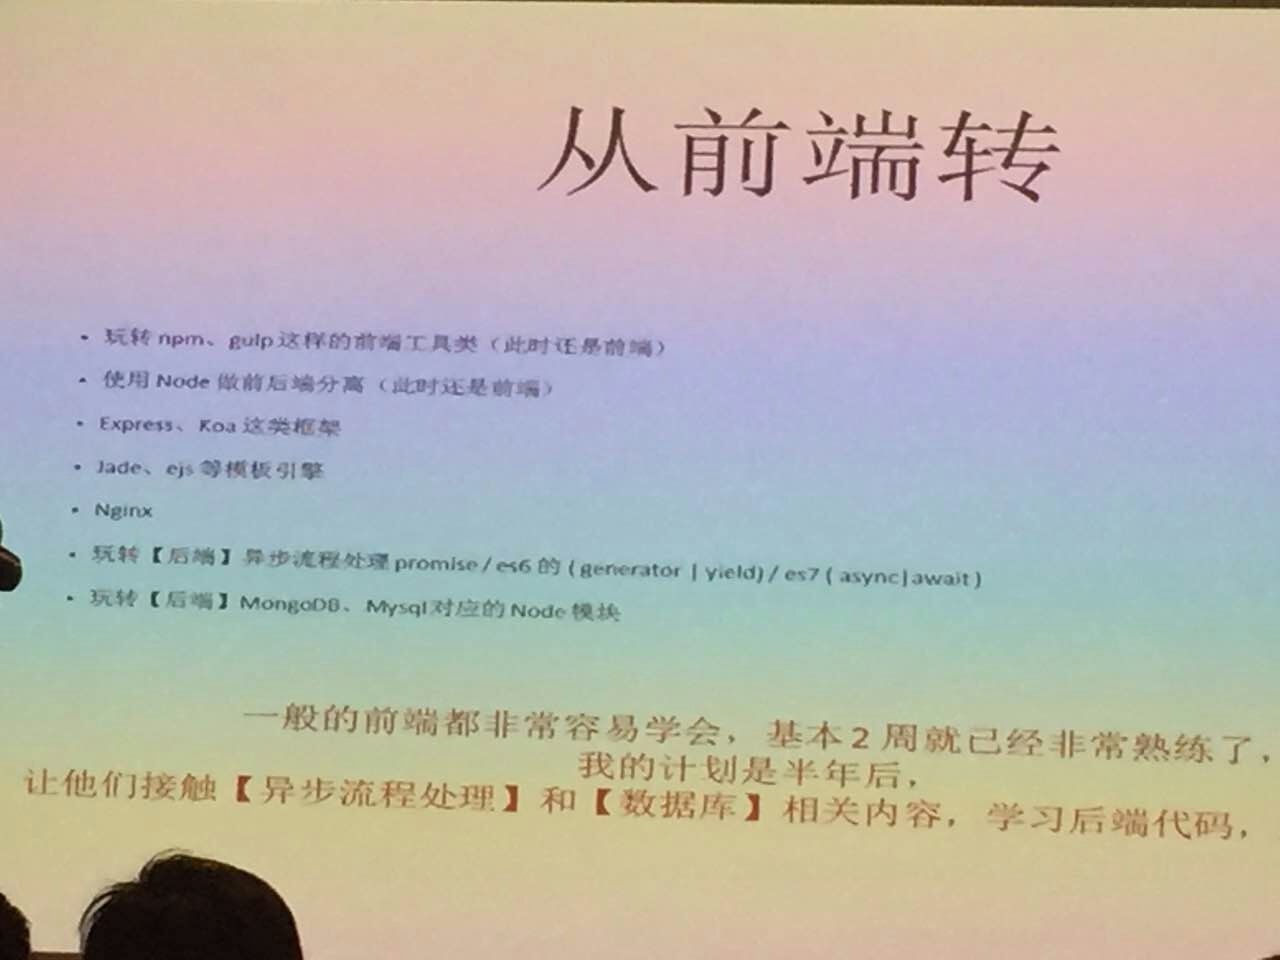 从前端转
• 玩转 npm、gulp 这样的前端工具类（此时还是前端）
• 使用 Node 做前后端分离（此时还是前端）
• Express、Koa 这类框架
• Jade、ejs 等模板引擎
• Nginx
• 玩转【后端】异步流程处理 promise / es6 的 ( generator | yield) / es7 ( async|await )
• 玩转【后端】MongoDB、Mysql 对应的 Node 模块
一般的前端都非常容易学会，基本 2 周就已经非常熟练了，
我的计划是半年后，
让他们接触【异步流程处理】和【数据库】相关内容，学习后端代码，